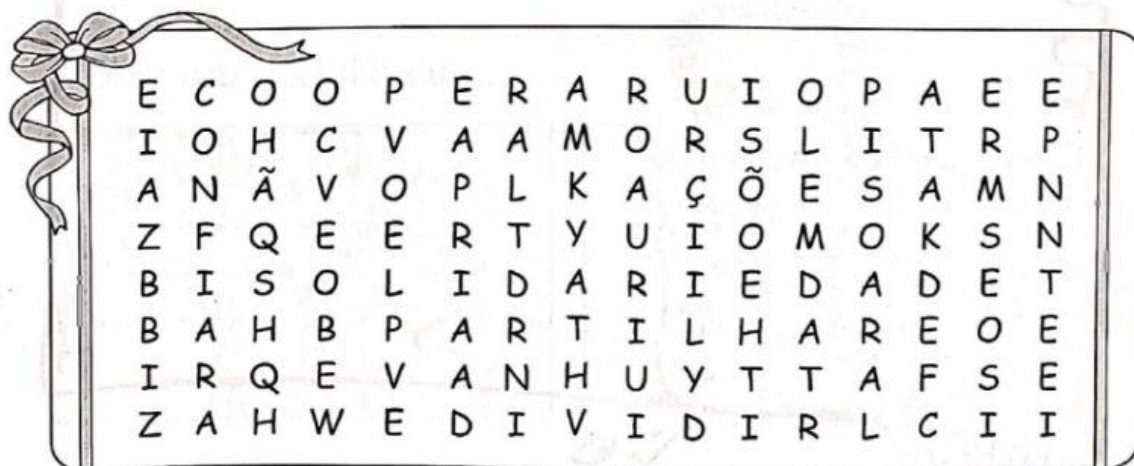 E C O O P E R A R U I O P A E E
I O H C V A A M O R S L I T R P
A N Ã V O P L K A Ç Õ E S A M N
Z F Q E E R T Y U I O M O K S N
B I S O L I D A R I E D A D E T
B A H B P A R T I L H A R E O E
I R Q E V A N H U Y T T A F S E
Z A H W E D I V I D I R L C I I